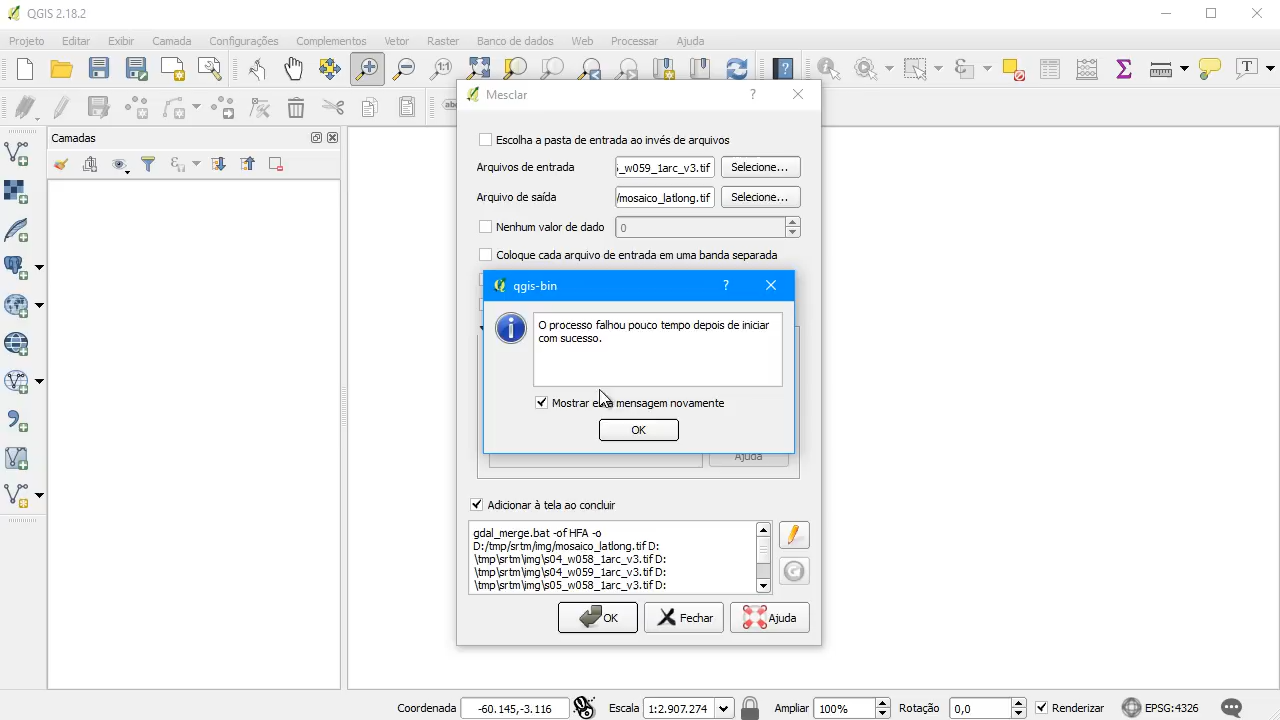 QGIS 2.18.2
Projeto Editar Exibir Camada Configurações Complementos Vetor Raster Banco de dados Web Processar Ajuda
Camadas
Mesclar
Escolha a pasta de entrada ao invés de arquivos
Arquivos de entrada
_w059_1arc_v3.tif
Selecione...
Arquivo de saída
/mosaico_latlong.tif
Selecione...
Nenhum valor de dado
0
Coloque cada arquivo de entrada em uma banda separada
qgis-bin
O processo falhou pouco tempo depois de iniciar
com sucesso.
Mostrar mensagem novamente
OK
Ajuda
Adicionar à tela ao concluir
gdal_merge.bat -of HFA -o
D:/tmp/srtm/img/mosaico_latlong.tif D:
\tmp\srtm\img\s04_w058_1arc_v3.tif D:
\tmp\srtm\img\s04_w059_1arc_v3.tif D:
\tmp\srtm\img\s05_w058_1arc_v3.tif D:
OK Fechar Ajuda
Coordenada -60.145,-3.116 Escala 1:2.907.274 Ampliar 100% Rotação 0,0 Renderizar EPSG:4326